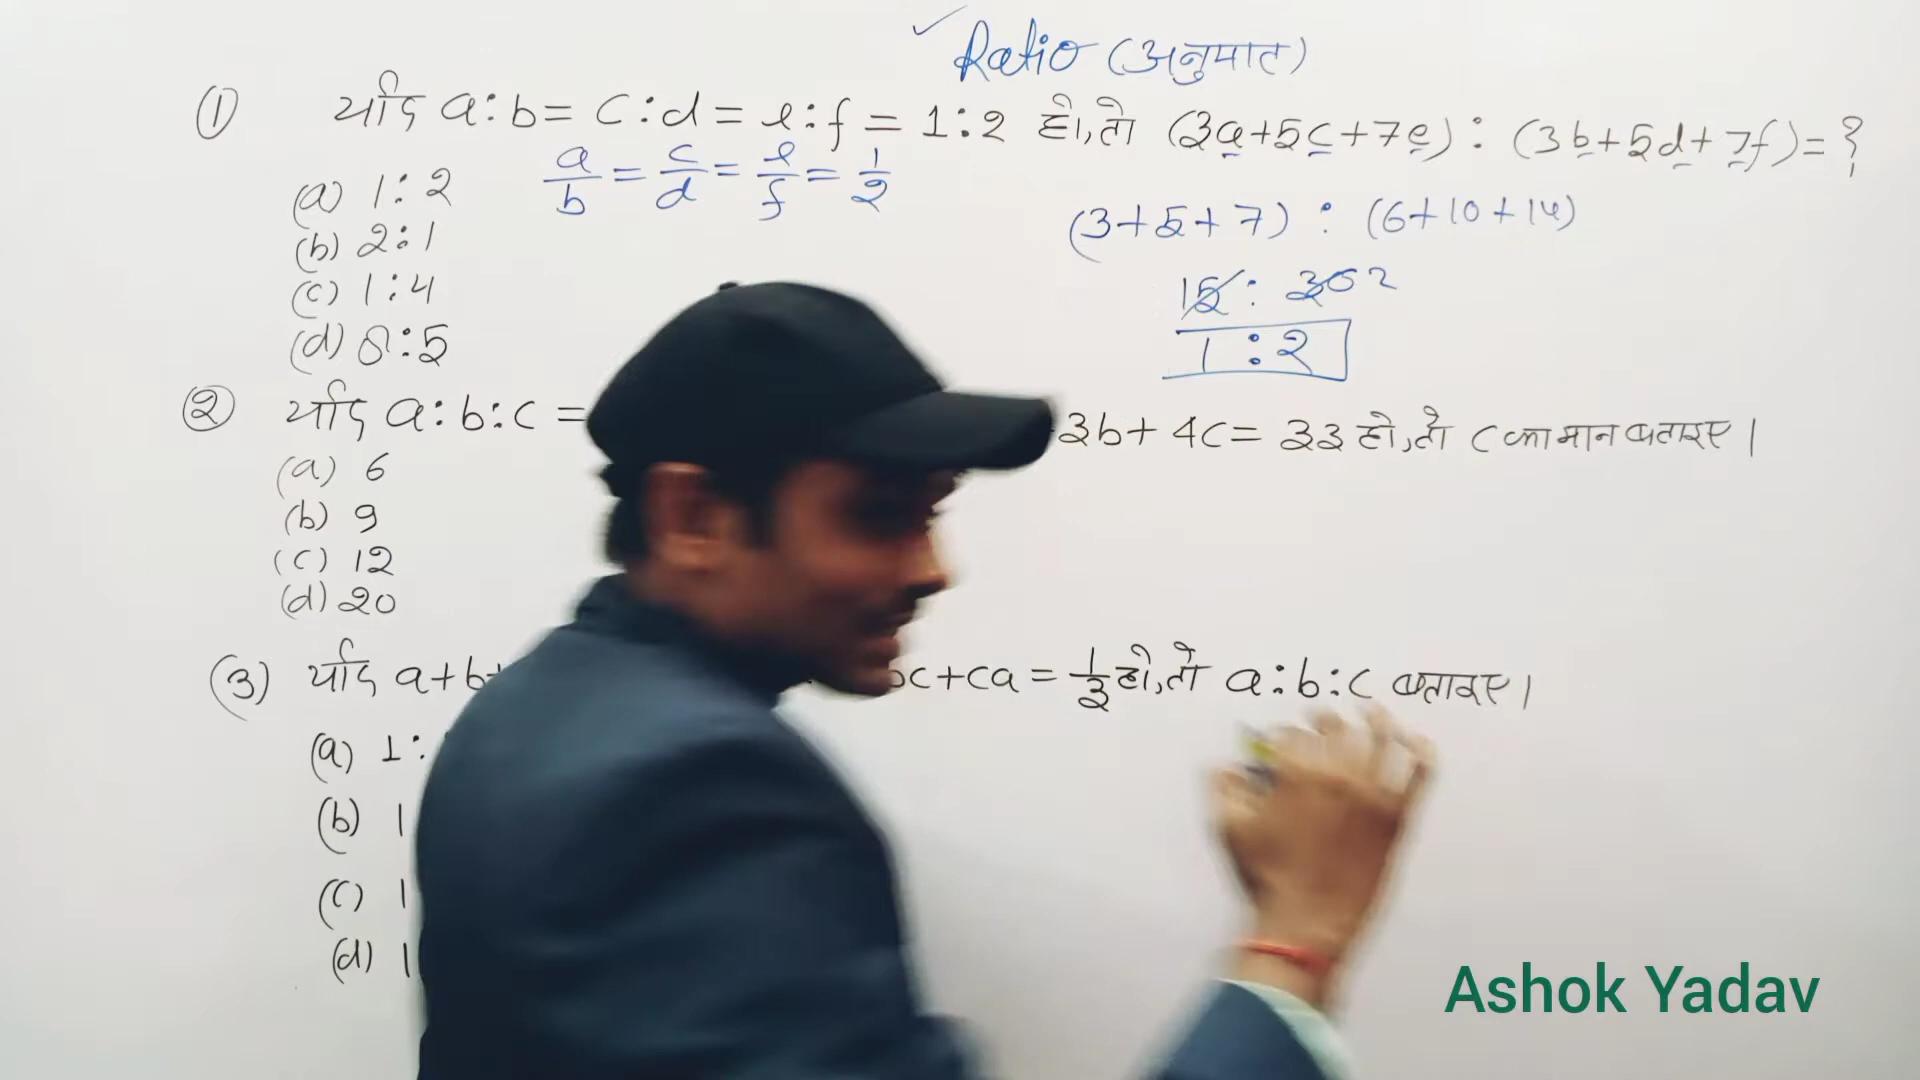 Ratio (अनुपात)
① यदि a:b = c:d = e:f = 1:2 हो,तो (3a+5c+7e) : (3b+5d+7f) = ?
a/b = c/d = e/f = 1/2
(a) 1:2
(3+5+7) : (6+10+14)
(b) 2:1
(c) 1:4
15 : 30 2
(d) 8:5
1 : 2
② यदि a:b:c = 3b+4c = 33 हो,तो c का मान बताइए।
(a) 6
(b) 9
(c) 12
(d) 20
(3) यदि a+b+ bc+ca = 1/3 हो,तो a:b:c बताइए।
(a) 1:
(b) 1
(c) 1
(d) 1
Ashok Yadav